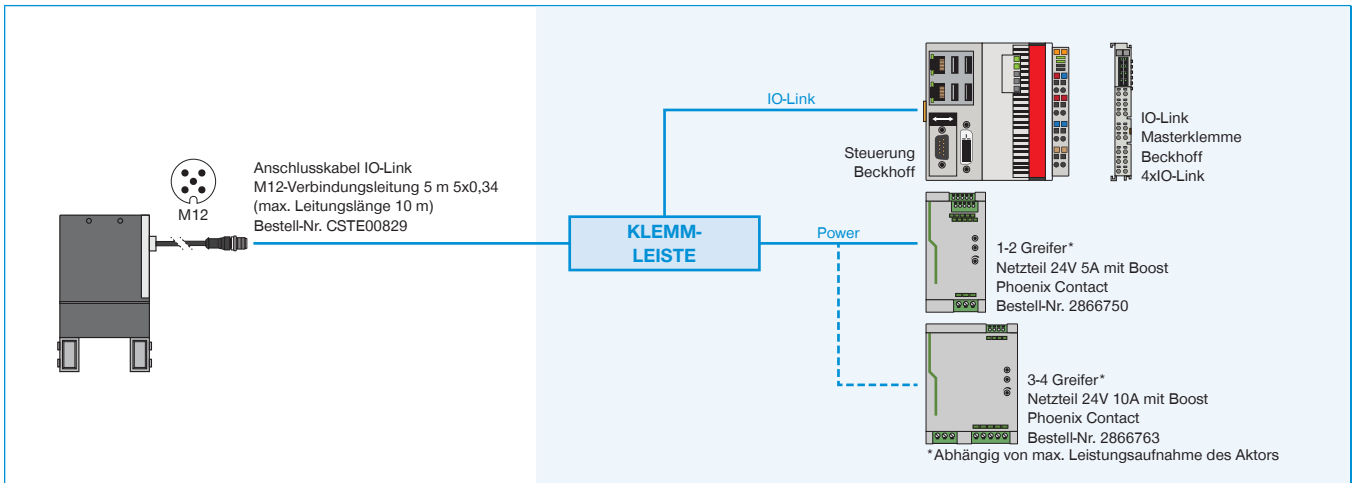 M12
Anschlusskabel IO-Link
M12-Verbindungsleitung 5 m 5x0,34
(max. Leitungslänge 10 m)
Bestell-Nr. CSTE00829
KLEMM-
LEISTE
IO-Link
Power
Steuerung
Beckhoff
IO-Link
Masterklemme
Beckhoff
4xIO-Link
1-2 Greifer*
Netzteil 24V 5A mit Boost
Phoenix Contact
Bestell-Nr. 2866750
3-4 Greifer*
Netzteil 24V 10A mit Boost
Phoenix Contact
Bestell-Nr. 2866763
*Abhängig von max. Leistungsaufnahme des Aktors